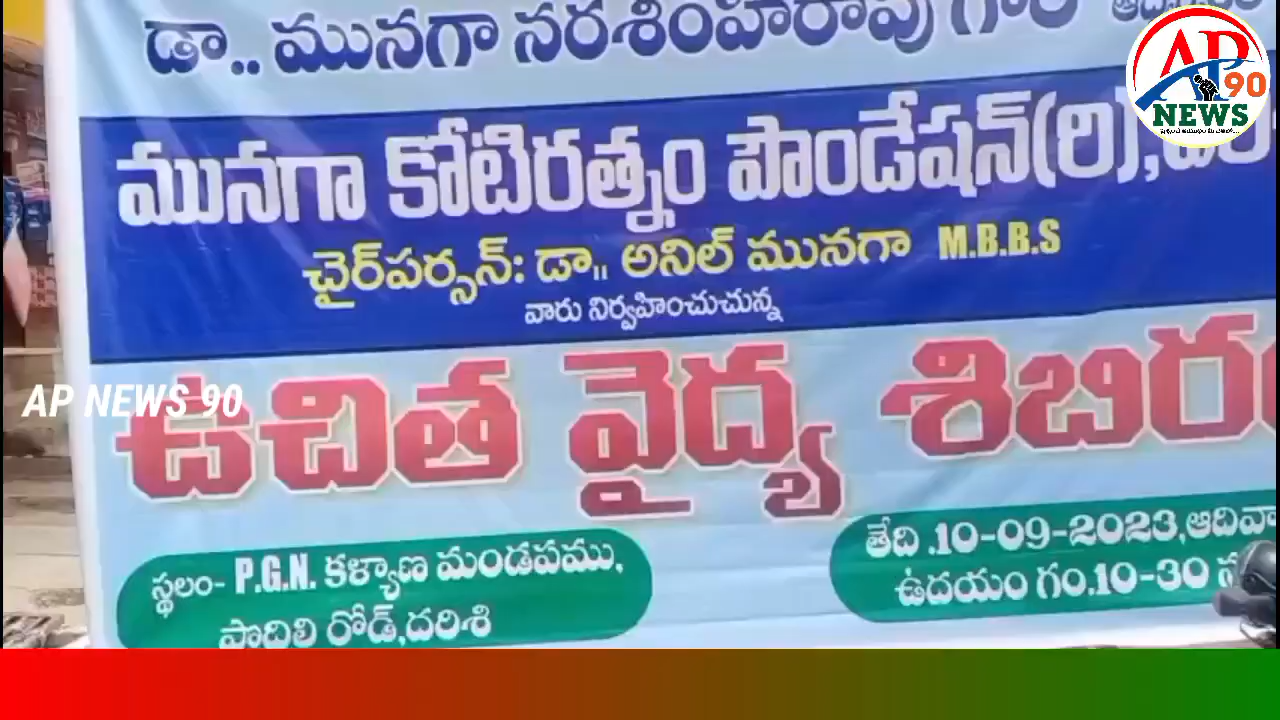 డా.. మునగా నరసింహారావు గారి
AP 90
NEWS
మునగా కోటిరత్నం పౌండేషన్(రి),
చైర్‌పర్సన్: డా.. అనిల్ మునగా M.B.B.S
వారు నిర్వహించుచున్న
AP NEWS 90
ఉచిత వైద్య శిబిరం
స్థలం- P.G.N. కళ్యాణ మండపము,
పొదిలి రోడ్,దరిశి
తేది .10-09-2023,ఆదివా
ఉదయం గం.10-30 న